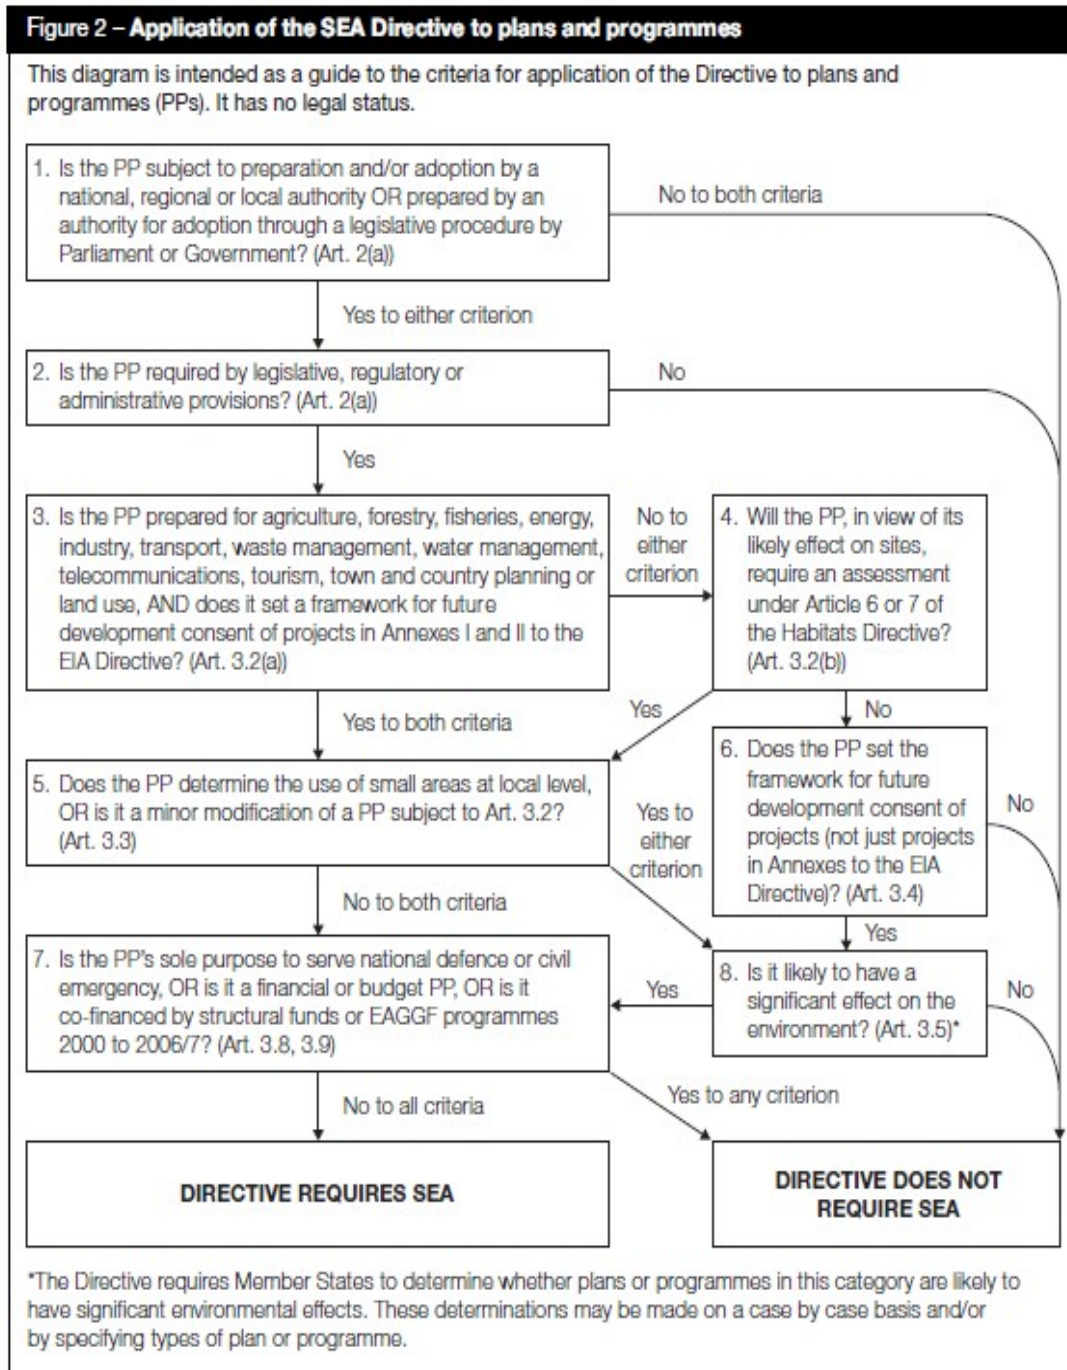 Figure 2 – Application of the SEA Directive to plans and programmes
This diagram is intended as a guide to the criteria for application of the Directive to plans and
programmes (PPs). It has no legal status.
1. Is the PP subject to preparation and/or adoption by a
national, regional or local authority OR prepared by an
authority for adoption through a legislative procedure by
Parliament or Government? (Art. 2(a))
No to both criteria
Yes to either criterion
2. Is the PP required by legislative, regulatory or
administrative provisions? (Art. 2(a))
No
Yes
3. Is the PP prepared for agriculture, forestry, fisheries, energy,
industry, transport, waste management, water management,
telecommunications, tourism, town and country planning or
land use, AND does it set a framework for future
development consent of projects in Annexes I and II to the
EIA Directive? (Art. 3.2(a))
No to
either
criterion
4. Will the PP, in view of its
likely effect on sites,
require an assessment
under Article 6 or 7 of
the Habitats Directive?
(Art. 3.2(b))
Yes to both criteria
Yes
No
5. Does the PP determine the use of small areas at local level,
OR is it a minor modification of a PP subject to Art. 3.2?
(Art. 3.3)
Yes to
either
criterion
6. Does the PP set the
framework for future
development consent of
projects (not just projects
in Annexes to the EIA
Directive)? (Art. 3.4)
No
No to both criteria
Yes
7. Is the PP's sole purpose to serve national defence or civil
emergency, OR is it a financial or budget PP, OR is it
co-financed by structural funds or EAGGF programmes
2000 to 2006/7? (Art. 3.8, 3.9)
Yes
8. Is it likely to have a
significant effect on the
environment? (Art. 3.5)*
No
No to all criteria
Yes to any criterion
DIRECTIVE REQUIRES SEA
DIRECTIVE DOES NOT
REQUIRE SEA
*The Directive requires Member States to determine whether plans or programmes in this category are likely to
have significant environmental effects. These determinations may be made on a case by case basis and/or
by specifying types of plan or programme.